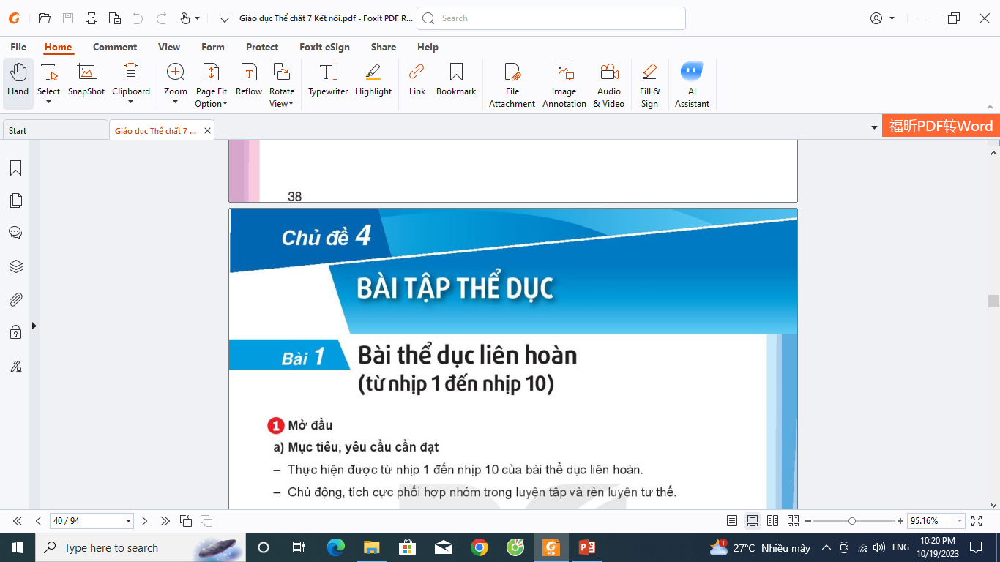 Giáo dục Thể chất 7 Kết nối.pdf - Foxit PDF R...
Search
File Home Comment View Form Protect Foxit eSign Share Help
Hand Select SnapShot Clipboard Zoom Page Fit Option Reflow Rotate View Typewriter Highlight Link Bookmark File Attachment Image Annotation Audio & Video Fill & Sign AI Assistant
Start
Giáo dục Thể chất 7 ...
福昕PDF转Word
38
Chủ đề 4
BÀI TẬP THỂ DỤC
Bài 1
Bài thể dục liên hoàn
(từ nhịp 1 đến nhịp 10)
1 Mở đầu
a) Mục tiêu, yêu cầu cần đạt
– Thực hiện được từ nhịp 1 đến nhịp 10 của bài thể dục liên hoàn.
– Chủ động, tích cực phối hợp nhóm trong luyện tập và rèn luyện tư thế.
40 / 94
95.16%
Type here to search
1
27°C Nhiều mây
ENG
10:20 PM
10/19/2023